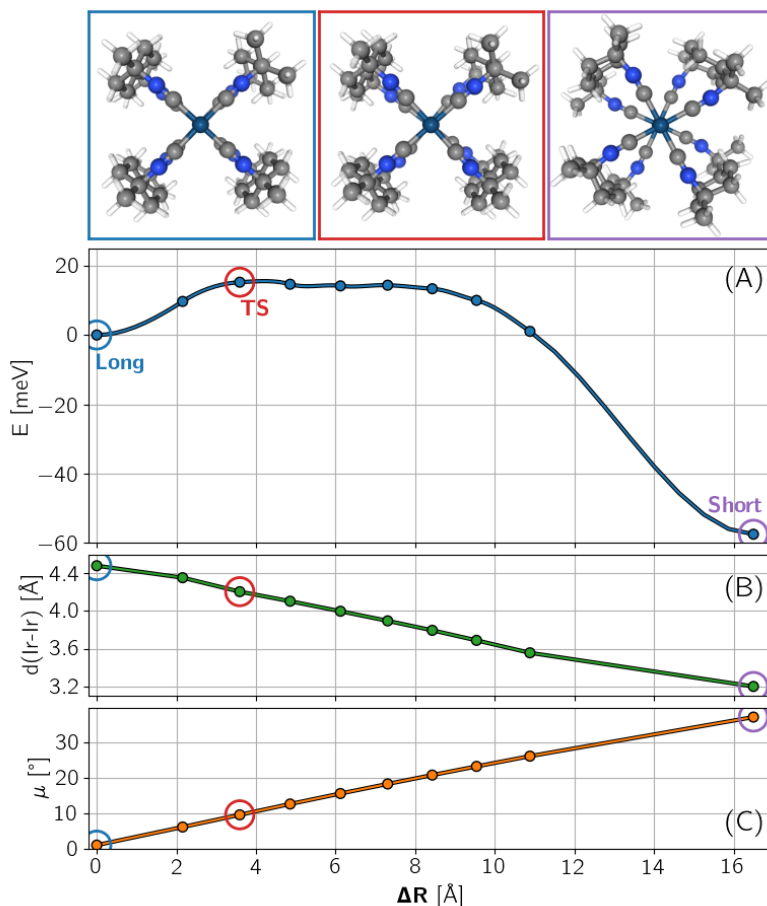 20
0
−20
−40
−60
E [meV]
(A)
TS
Long
Short
4.4
4.0
3.6
3.2
d(Ir-Ir) [Å]
(B)
30
20
10
0
μ [°]
(C)
0 2 4 6 8 10 12 14 16
ΔR [Å]